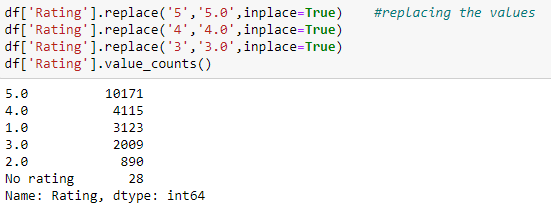 df['Rating'].replace('5','5.0',inplace=True)    #replacing the values
df['Rating'].replace('4','4.0',inplace=True)
df['Rating'].replace('3','3.0',inplace=True)
df['Rating'].value_counts()
5.0          10171
4.0           4115
1.0           3123
3.0           2009
2.0            890
No rating       28
Name: Rating, dtype: int64